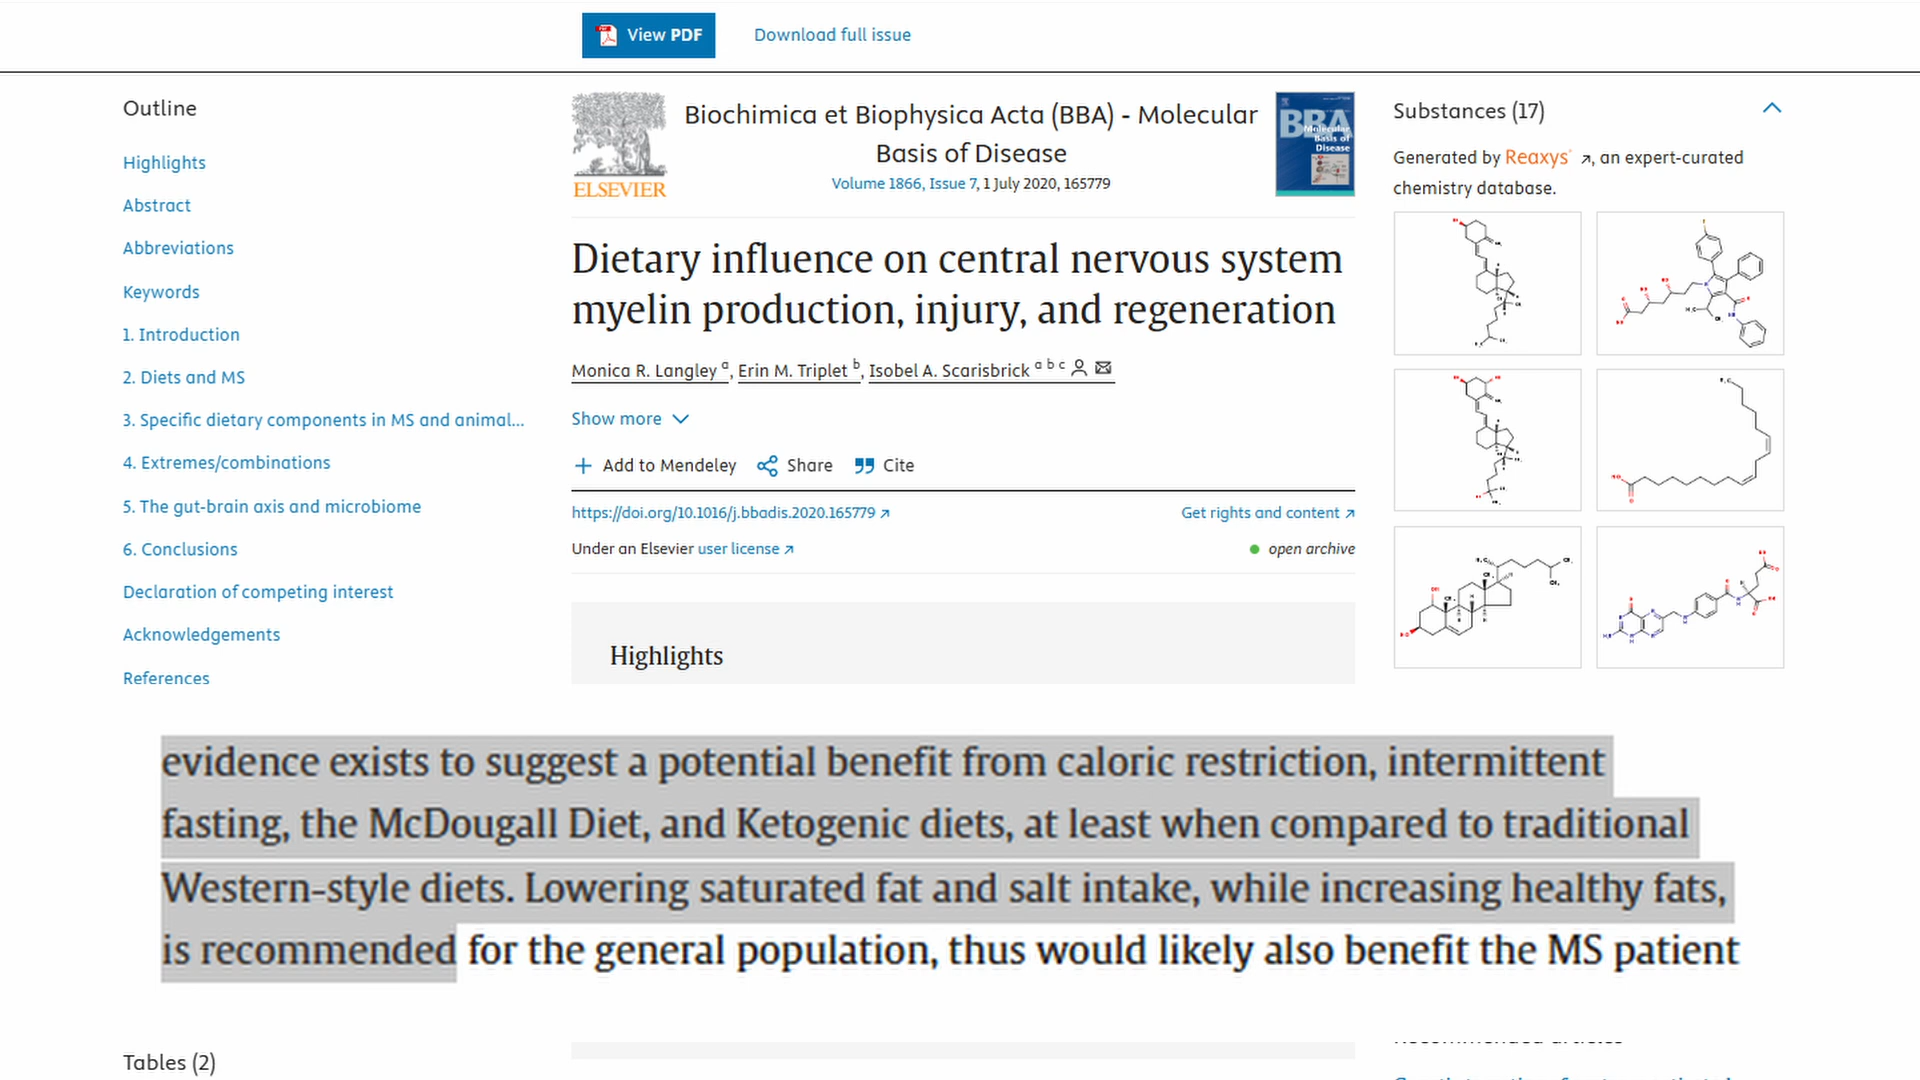 View PDF
Download full issue
Outline
Highlights
Abstract
Abbreviations
Keywords
1. Introduction
2. Diets and MS
3. Specific dietary components in MS and animal...
4. Extremes/combinations
5. The gut-brain axis and microbiome
6. Conclusions
Declaration of competing interest
Acknowledgements
References
ELSEVIER
Biochimica et Biophysica Acta (BBA) - Molecular
Basis of Disease
Volume 1866, Issue 7, 1 July 2020, 165779
BBA
Molecular
Basis of
Disease
Dietary influence on central nervous system
myelin production, injury, and regeneration
Monica R. Langley a, Erin M. Triplet b, Isobel A. Scarisbrick a b c
Show more
Add to Mendeley Share Cite
https://doi.org/10.1016/j.bbadis.2020.165779
Get rights and content
Under an Elsevier user license
open archive
Highlights
Substances (17)
Generated by Reaxys, an expert-curated
chemistry database.
evidence exists to suggest a potential benefit from caloric restriction, intermittent
fasting, the McDougall Diet, and Ketogenic diets, at least when compared to traditional
Western-style diets. Lowering saturated fat and salt intake, while increasing healthy fats,
is recommended for the general population, thus would likely also benefit the MS patient
Tables (2)